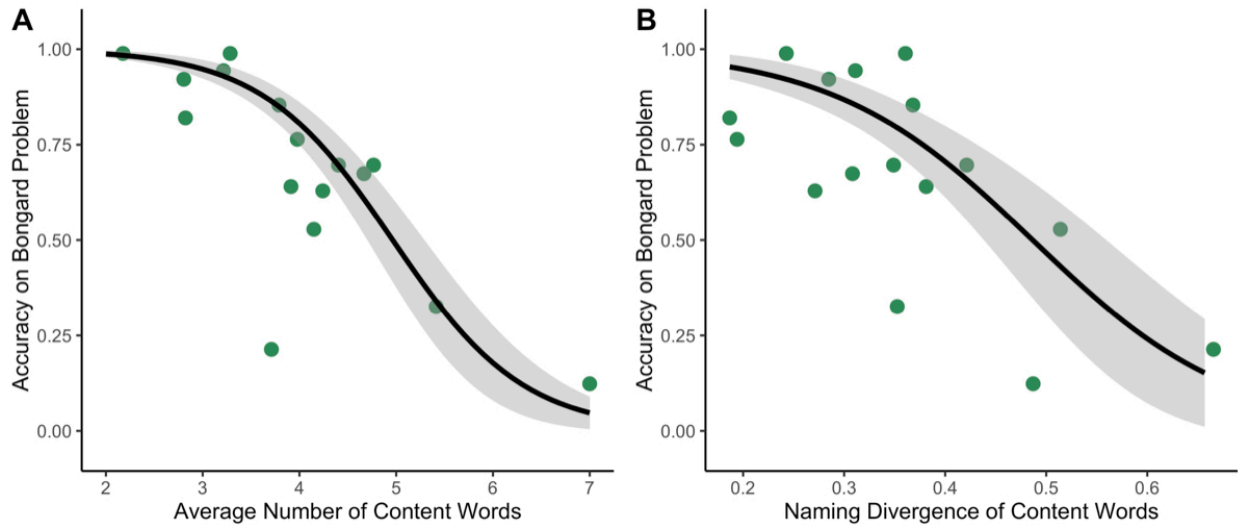 A
1.00
0.75
0.50
0.25
0.00
Accuracy on Bongard Problem
2 3 4 5 6 7
Average Number of Content Words
B
1.00
0.75
0.50
0.25
0.00
Accuracy on Bongard Problem
0.2 0.3 0.4 0.5 0.6
Naming Divergence of Content Words